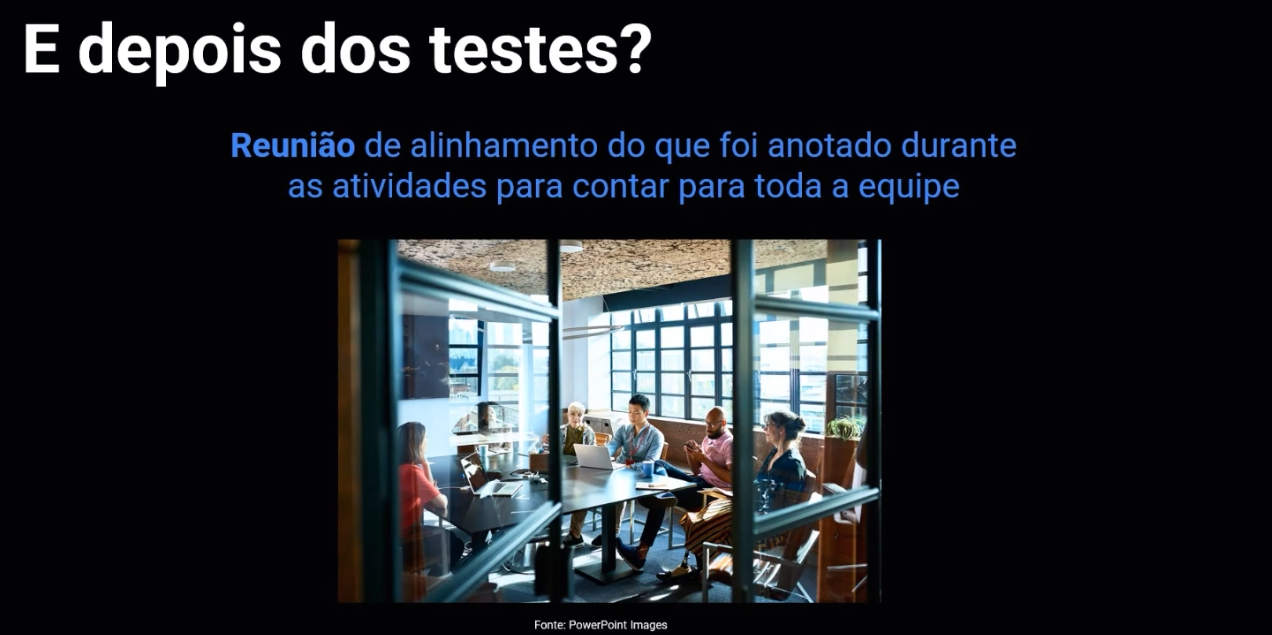 E depois dos testes?
Reunião de alinhamento do que foi anotado durante
as atividades para contar para toda a equipe
Fonte: PowerPoint Images